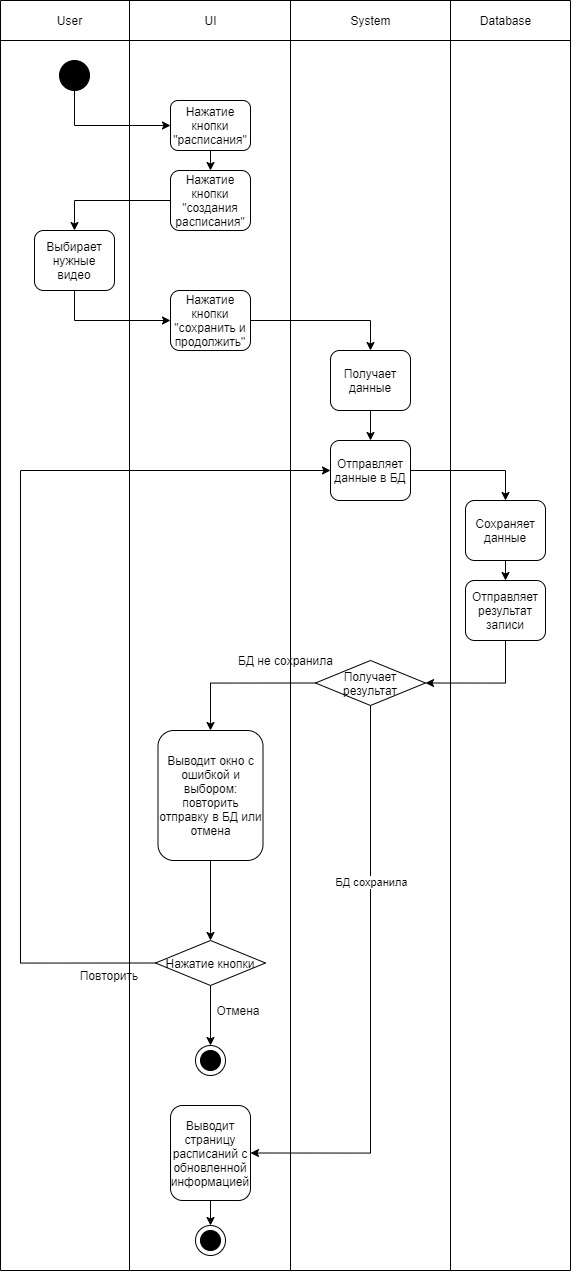 User
UI
System
Database
Нажатие
кнопки
"расписания"
Нажатие
кнопки
"создания
расписания"
Выбирает
нужные
видео
Нажатие
кнопки
"сохранить и
продолжить"
Получает
данные
Отправляет
данные в БД
Сохраняет
данные
Отправляет
результат
записи
БД не сохранила
Получает
результат
Выводит окно с
ошибкой и
выбором:
повторить
отправку в БД или
отмена
БД сохранила
Нажатие кнопки
Повторить
Отмена
Выводит
страницу
расписаний с
обновленной
информацией